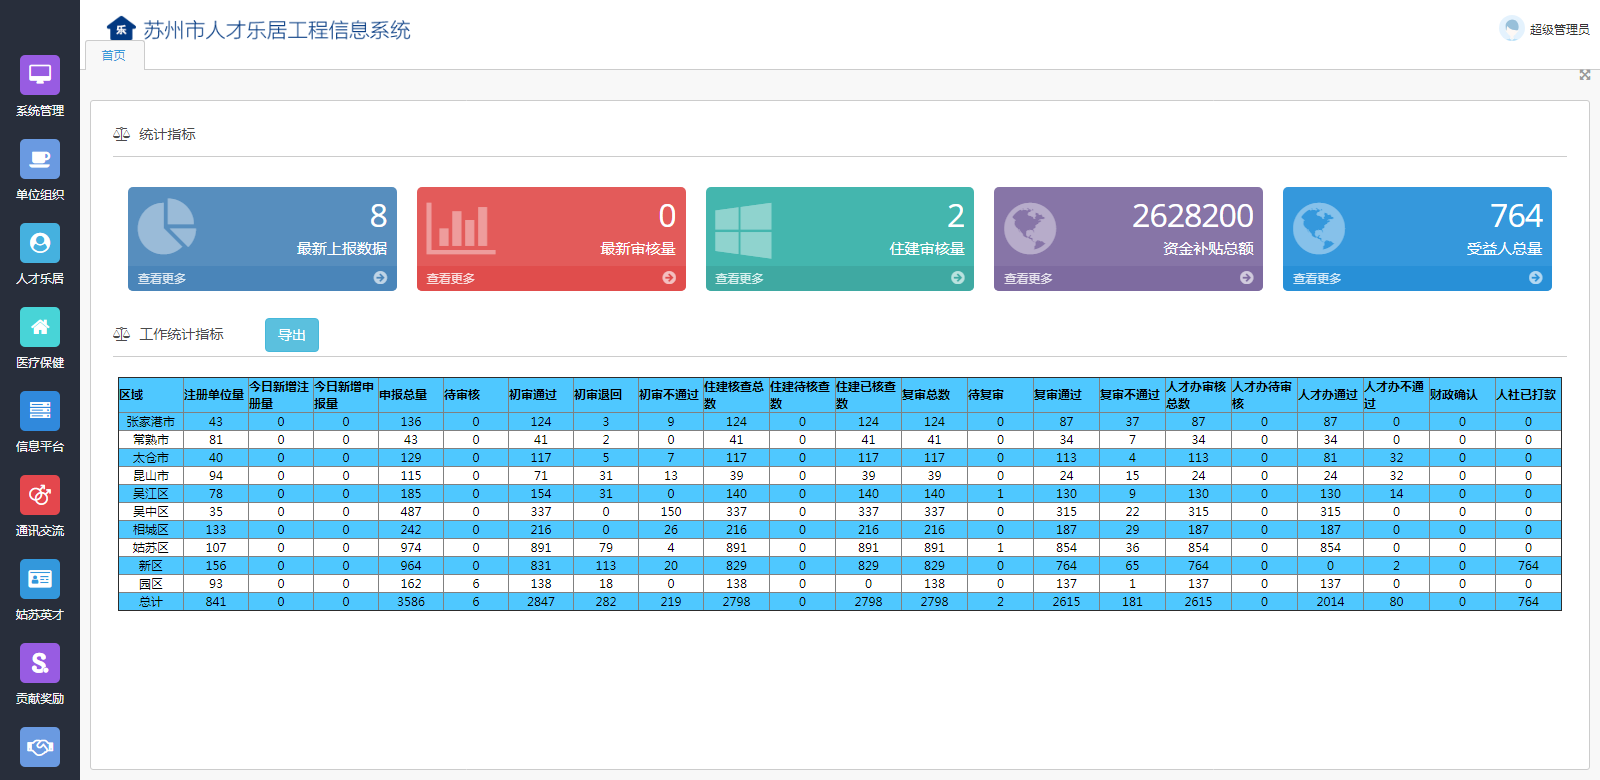 乐 苏州市人才乐居工程信息系统
超级管理员
首页
系统管理
单位组织
人才乐居
医疗保健
信息平台
通讯交流
姑苏英才
贡献奖励
统计指标
8
最新上报数据
查看更多
0
最新审核量
查看更多
2
住建审核量
查看更多
2628200
资金补贴总额
查看更多
764
受益人总量
查看更多
工作统计指标 导出
区域 注册单位量 今日新增注册量 今日新增申报量 申报总量 待审核 初审通过 初审退回 初审不通过 住建核查总数 住建待核查数 住建已核查数 复审总数 待复审 复审通过 复审不通过 人才办审核总数 人才办待审核 人才办通过 人才办不通过 财政确认 人社已打款
张家港市 43 0 0 136 0 124 3 9 124 0 124 124 0 87 37 87 0 87 0 0 0
常熟市 81 0 0 43 0 41 2 0 41 0 41 41 0 34 7 34 0 34 0 0 0
太仓市 40 0 0 129 0 117 5 7 117 0 117 117 0 113 4 113 0 81 32 0 0
昆山市 94 0 0 115 0 71 31 13 39 0 39 39 0 24 15 24 0 24 32 0 0
吴江区 78 0 0 185 0 154 31 0 140 0 140 140 1 130 9 130 0 130 14 0 0
吴中区 35 0 0 487 0 337 0 150 337 0 337 337 0 315 22 315 0 315 0 0 0
相城区 133 0 0 242 0 216 0 26 216 0 216 216 0 187 29 187 0 187 0 0 0
姑苏区 107 0 0 974 0 891 79 4 891 0 891 891 1 854 36 854 0 854 0 0 0
新区 156 0 0 964 0 831 113 20 829 0 829 829 0 764 65 764 0 0 2 0 764
园区 93 0 0 162 6 138 18 0 138 0 0 138 0 137 1 137 0 137 0 0 0
总计 841 0 0 3586 6 2847 282 219 2798 0 2798 2798 2 2615 181 2615 0 2014 80 0 764